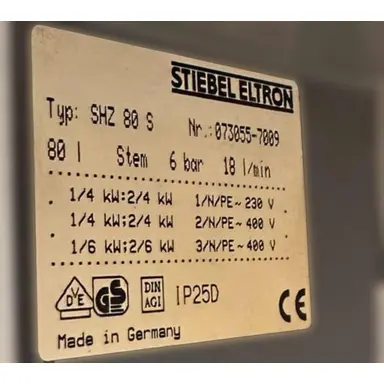 STIEBEL ELTRON
Typ: SHZ 80 S Nr.: 073055-7009
80 l Stem 6 bar 18 l/min
1/4 kW:2/4 kW 1/N/PE~ 230 V
1/4 kW:2/4 kW 2/N/PE~ 400 V
1/6 kW:2/6 kW 3/N/PE~ 400 V
VDE GS DIN AGI IP25D CE
Made in Germany